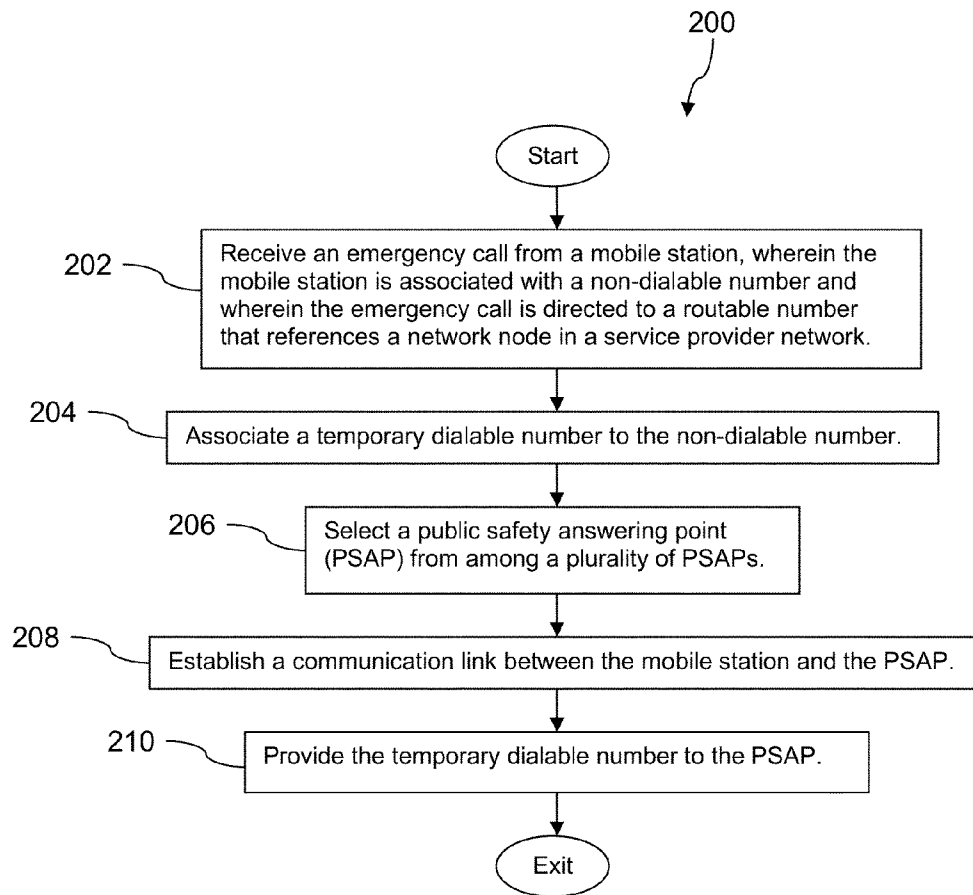 200
Start
202
Receive an emergency call from a mobile station, wherein the
mobile station is associated with a non-dialable number and
wherein the emergency call is directed to a routable number
that references a network node in a service provider network.
204
Associate a temporary dialable number to the non-dialable number.
206
Select a public safety answering point
(PSAP) from among a plurality of PSAPs.
208
Establish a communication link between the mobile station and the PSAP.
210
Provide the temporary dialable number to the PSAP.
Exit